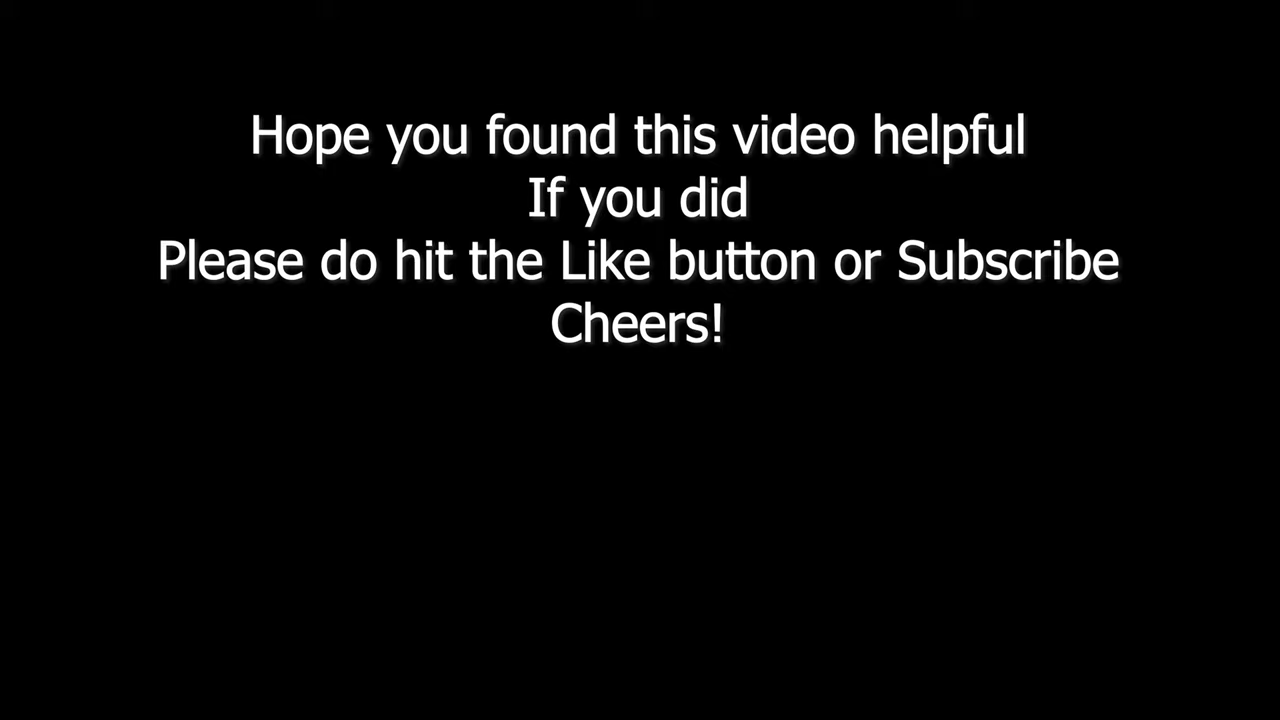 Hope you found this video helpful
If you did
Please do hit the Like button or Subscribe
Cheers!